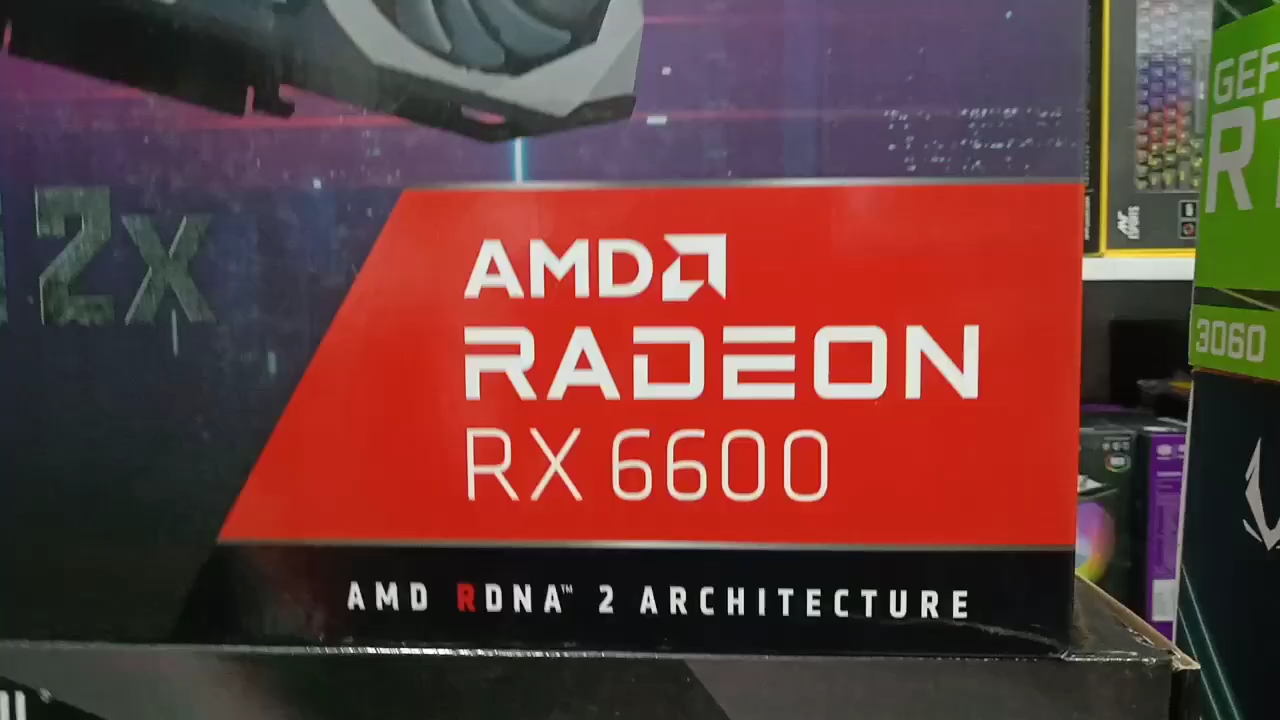 2X
AMD
RADEON
RX 6600
AMD RDNA™ 2 ARCHITECTURE
GEF
RT
3060